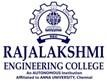 RAJALAKSHMI
ENGINEERING COLLEGE
An AUTONOMOUS Institution
Affiliated to ANNA UNIVERSITY, Chennai